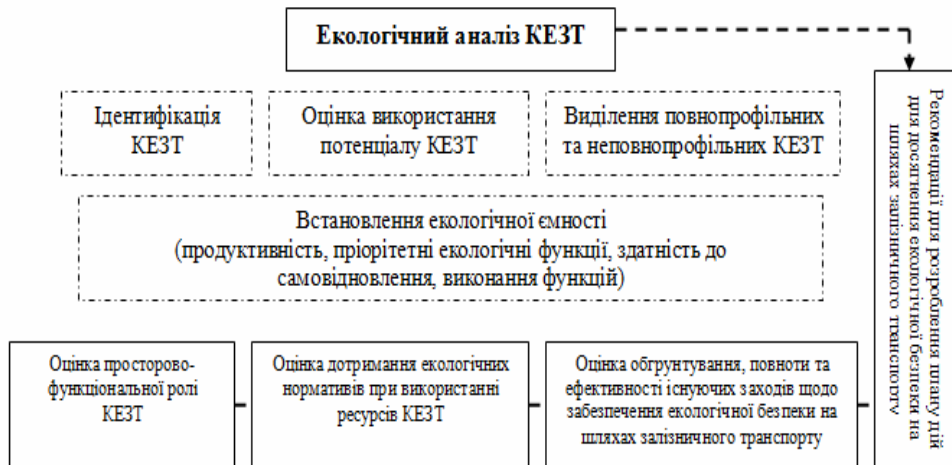 Екологічний аналіз КЕЗТ
Ідентифікація
КЕЗТ
Оцінка використання
потенціалу КЕЗТ
Виділення повнопрофільних
та неповнопрофільних КЕЗТ
Встановлення екологічної ємності
(продуктивність, пріорітетні екологічні функції, здатність до
самовідновлення, виконання функцій)
Оцінка просторово-
функціональної ролі
КЕЗТ
Оцінка дотримання екологічних
нормативів при використанні
ресурсів КЕЗТ
Оцінка обгрунтування, повноти та
ефективності існуючих заходів щодо
забезпечення екологічної безпеки на
шляхах залізничного транспорту
Рекомендації для розроблення плану дій
для досягнення екологічної безпеки на
шляхах залізничного транспорту